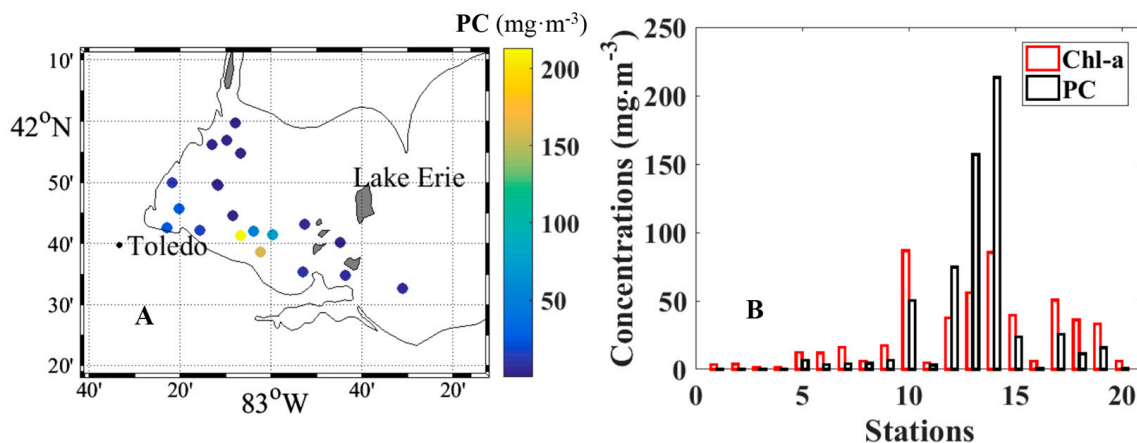 PC (mg·m⁻³)
10'
42°N
50'
40'
30'
20'
Lake Erie
Toledo
A
40'
20'
83°W
40'
20'
200
150
100
50
Concentrations (mg·m⁻³)
250
200
150
100
50
0
Chl-a
PC
B
0
5
10
15
20
Stations